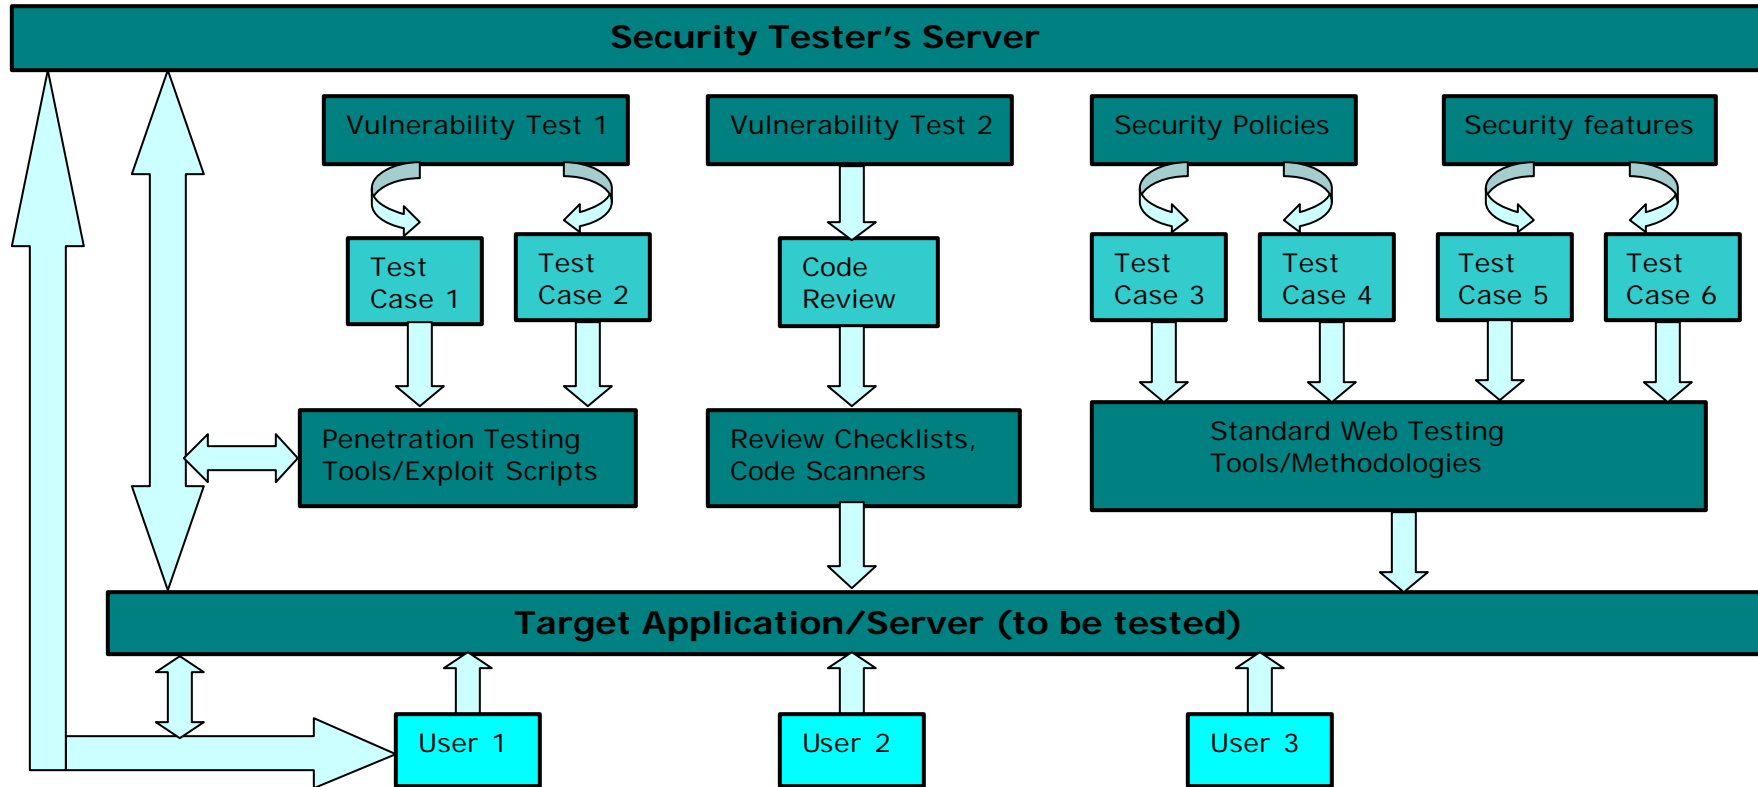 Security Tester's Server
Vulnerability Test 1
Vulnerability Test 2
Security Policies
Security features
Test
Case 1
Test
Case 2
Code
Review
Test
Case 3
Test
Case 4
Test
Case 5
Test
Case 6
Penetration Testing
Tools/Exploit Scripts
Review Checklists,
Code Scanners
Standard Web Testing
Tools/Methodologies
Target Application/Server (to be tested)
User 1
User 2
User 3